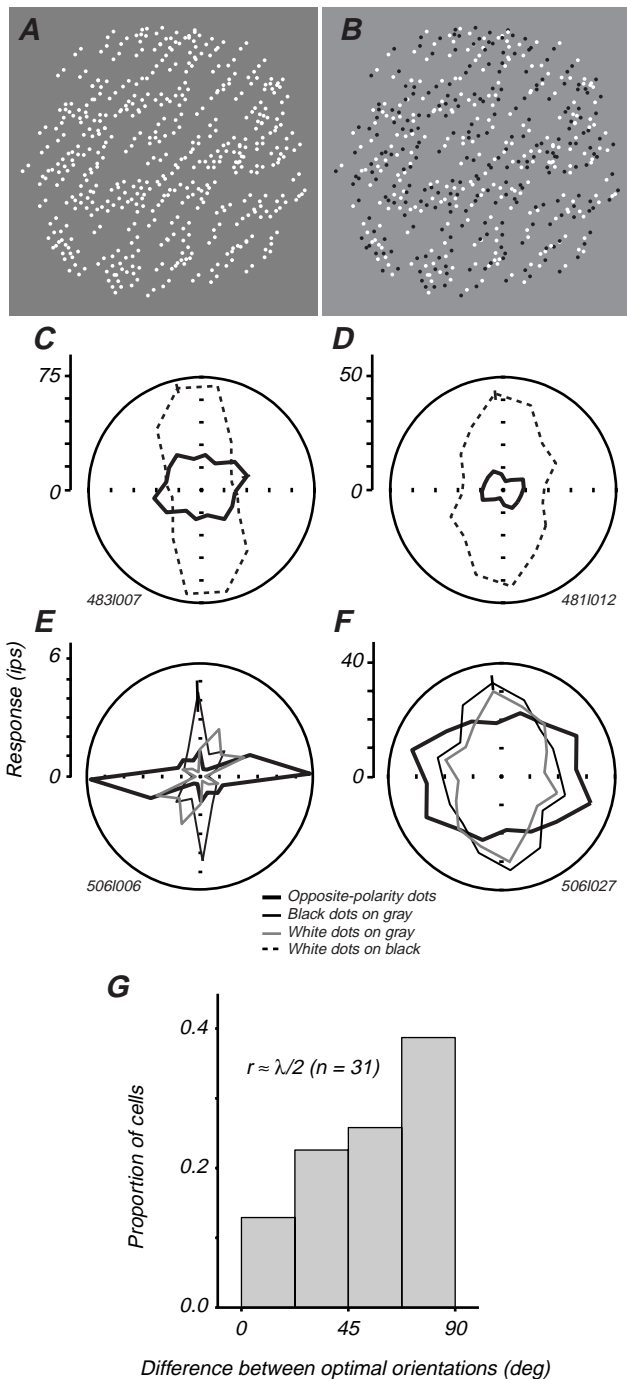 A
B
C
D
75
50
0
0
483l007
481l012
E
F
6
40
Response (ips)
0
0
506l006
506l027
Opposite-polarity dots
Black dots on gray
White dots on gray
White dots on black
G
0.4
r ≈ λ/2 (n = 31)
Proportion of cells
0.2
0.0
0
45
90
Difference between optimal orientations (deg)